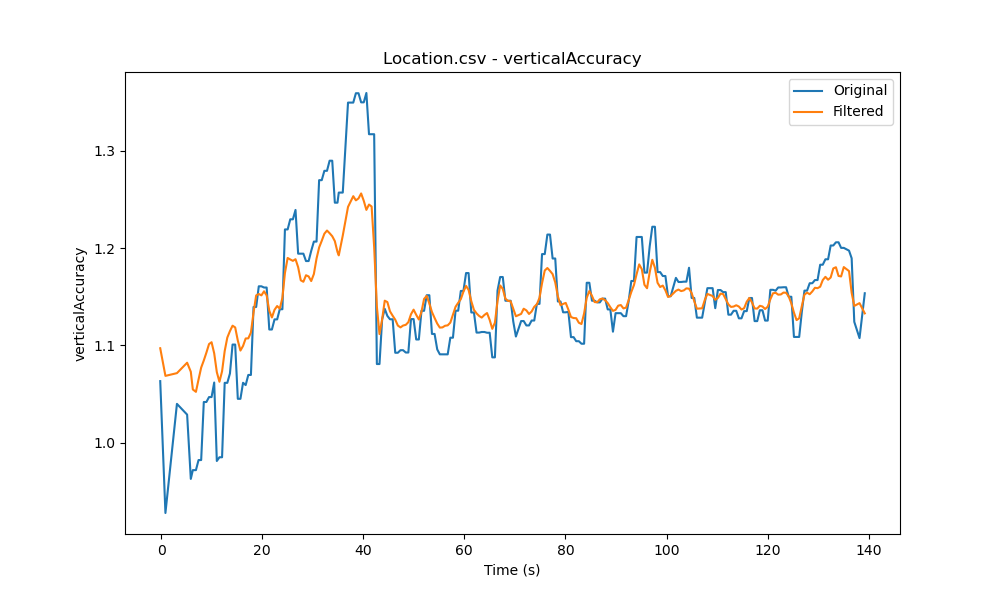 Location.csv - verticalAccuracy
Original
Filtered
verticalAccuracy
1.3
1.2
1.1
1.0
0 20 40 60 80 100 120 140
Time (s)